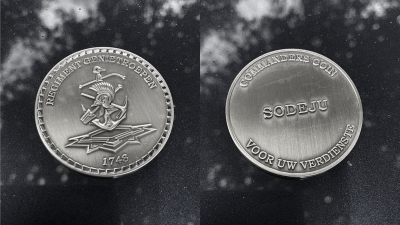 REGIMENT GENIETROEPEN
1748
COMMANDERS COIN
SODEJU
VOOR UW VERDIENSTE